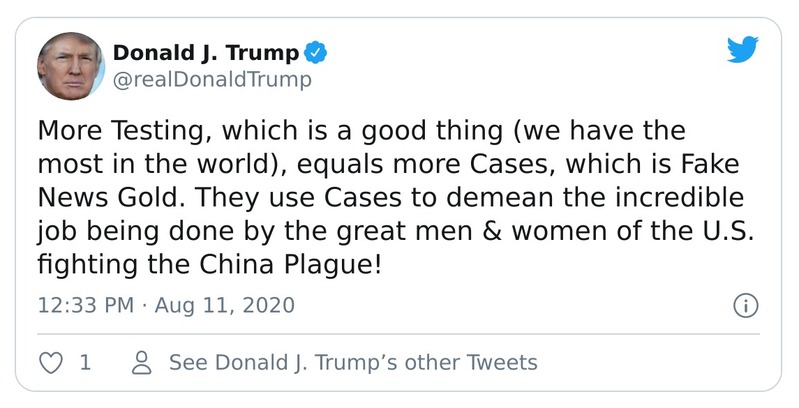 Donald J. Trump
@realDonaldTrump
More Testing, which is a good thing (we have the
most in the world), equals more Cases, which is Fake
News Gold. They use Cases to demean the incredible
job being done by the great men & women of the U.S.
fighting the China Plague!
12:33 PM · Aug 11, 2020
1 See Donald J. Trump’s other Tweets